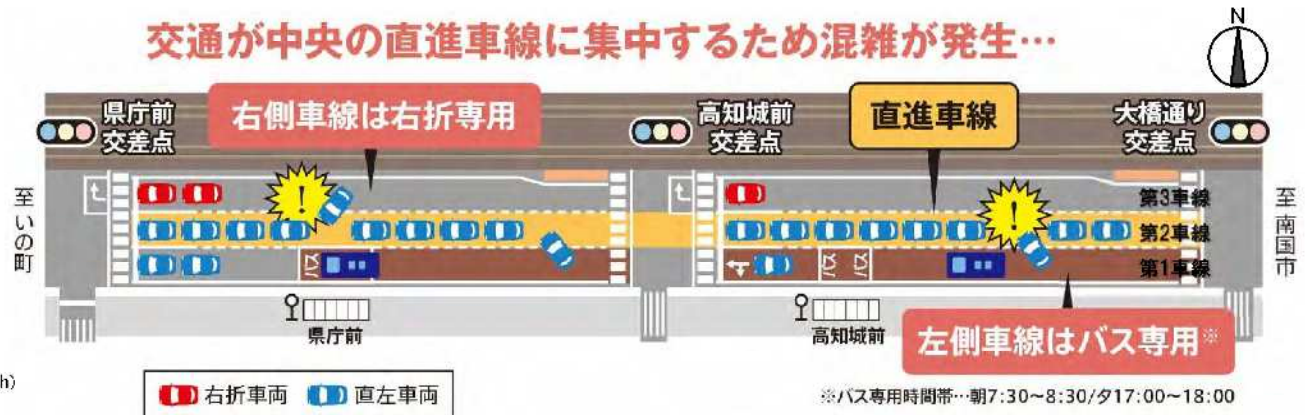 交通が中央の直進車線に集中するため混雑が発生…
N
県庁前
交差点
右側車線は右折専用
高知城前
交差点
直進車線
大橋通り
交差点
至いの町
至南国市
第3車線
第2車線
第1車線
バス
バス
バス
県庁前
高知城前
左側車線はバス専用※
h)
右折車両
直左車両
※バス専用時間帯…朝7:30～8:30/夕17:00～18:00